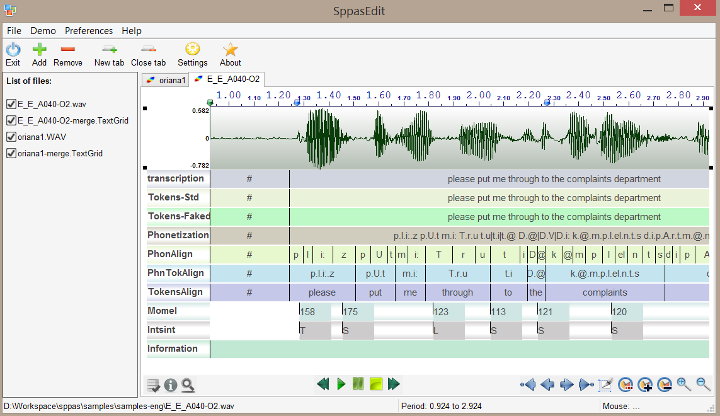 SppasEdit
File Demo Preferences Help
Exit Add Remove New tab Close tab Settings About
List of files:
E_E_A040-O2.wav
E_E_A040-O2-merge.TextGrid
oriana1.WAV
oriana1-merge.TextGrid
oriana1 E_E_A040-O2
1.00 1.10 1.20 1.30 1.40 1.50 1.60 1.70 1.80 1.90 2.00 2.10 2.20 2.30 2.40 2.50 2.60 2.70 2.80 2.90
0.582
0
-0.782
transcription # please put me through to the complaints department
Tokens-Std # please put me through to the complaints department
Tokens-Faked # please put me through to the complaints department
Phonetization # p.l.i:.z p.U.t m.i: T.r.u t.u|t.i|t.@ D.@|D.V|D.i: k.@.m.p.l.eI.n.t.s d.i.p.A.r.t.m.@.n
PhonAlign # p l i: z p U t m i: T r u t i D @ k @ m p l eI n t s d i p A
PhnTokAlign # p.l.i:.z p.U.t m.i: T.r.u t.i D.@ k.@.m.p.l.eI.n.t.s
TokensAlign # please put me through to the complaints
Momel 158 175 123 113 121 120
Intsint T S L S S S
Information
D:\Workspace\sppas\samples\samples-eng\E_E_A040-O2.wav Period: 0.924 to 2.924 Mouse: ...